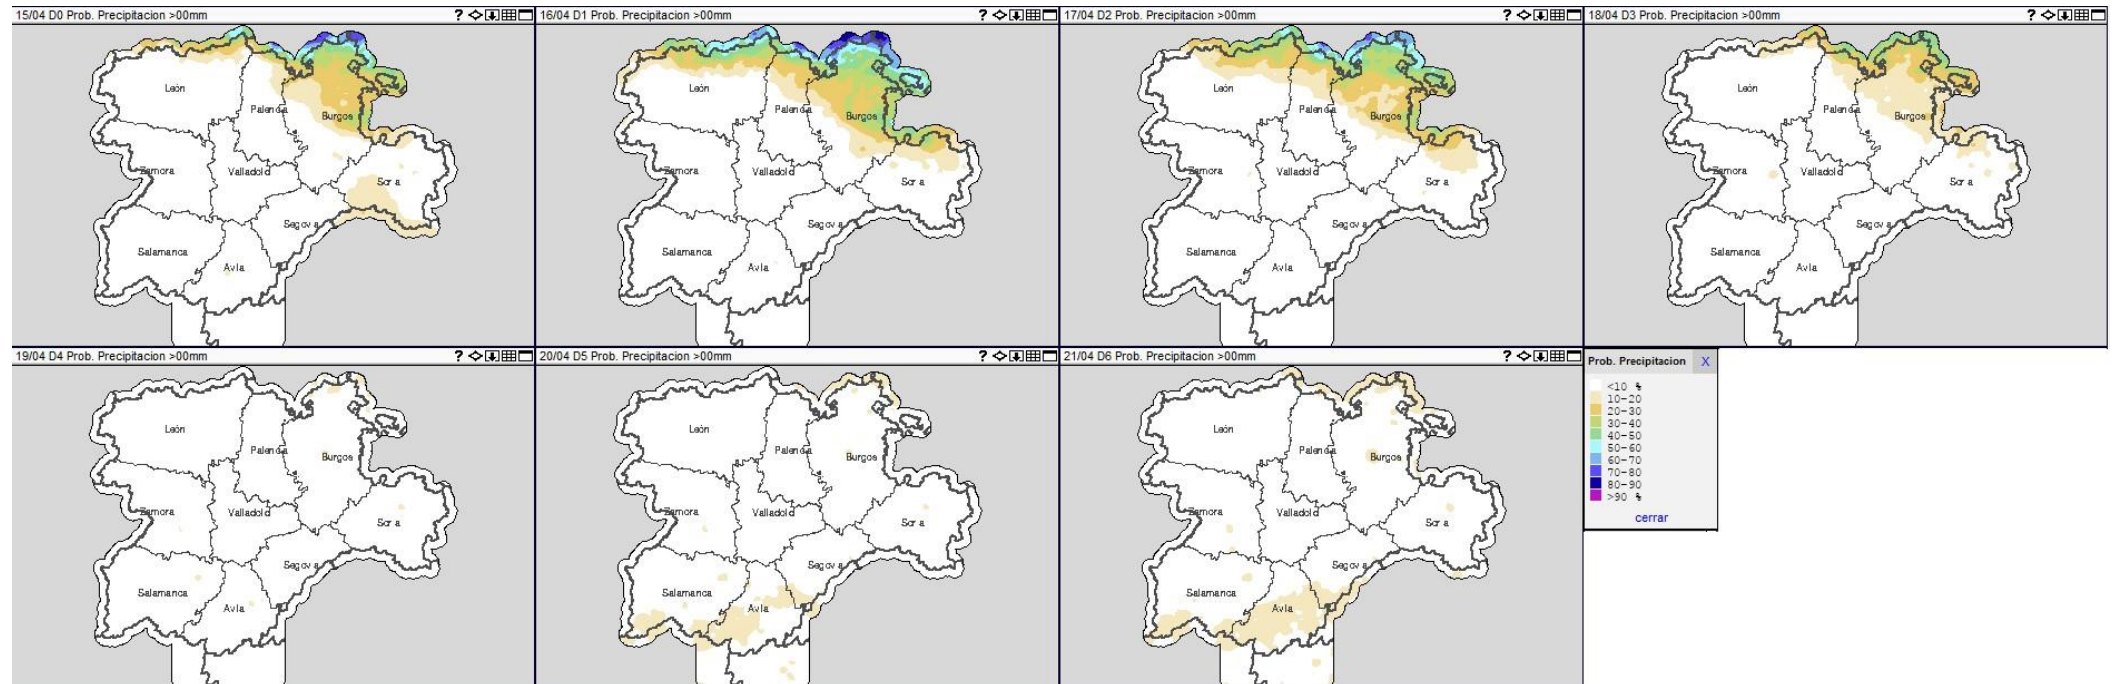 15/04 D0 Prob. Precipitacion >00mm ?
León
Palencia
Burgos
Zamora
Valladolid
Soria
Segovia
Salamanca
Avila
16/04 D1 Prob. Precipitacion >00mm ?
León
Palencia
Burgos
Zamora
Valladolid
Soria
Segovia
Salamanca
Avila
17/04 D2 Prob. Precipitacion >00mm ?
León
Palencia
Burgos
Zamora
Valladolid
Soria
Segovia
Salamanca
Avila
18/04 D3 Prob. Precipitacion >00mm ?
León
Palencia
Burgos
Zamora
Valladolid
Soria
Segovia
Salamanca
Avila
19/04 D4 Prob. Precipitacion >00mm ?
León
Palencia
Burgos
Zamora
Valladolid
Soria
Segovia
Salamanca
Avila
20/04 D5 Prob. Precipitacion >00mm ?
León
Palencia
Burgos
Zamora
Valladolid
Soria
Segovia
Salamanca
Avila
21/04 D6 Prob. Precipitacion >00mm ?
León
Palencia
Burgos
Zamora
Valladolid
Soria
Segovia
Salamanca
Avila
Prob. Precipitacion X
<10 %
10-20
20-30
30-40
40-50
50-60
60-70
70-80
80-90
>90 %
cerrar